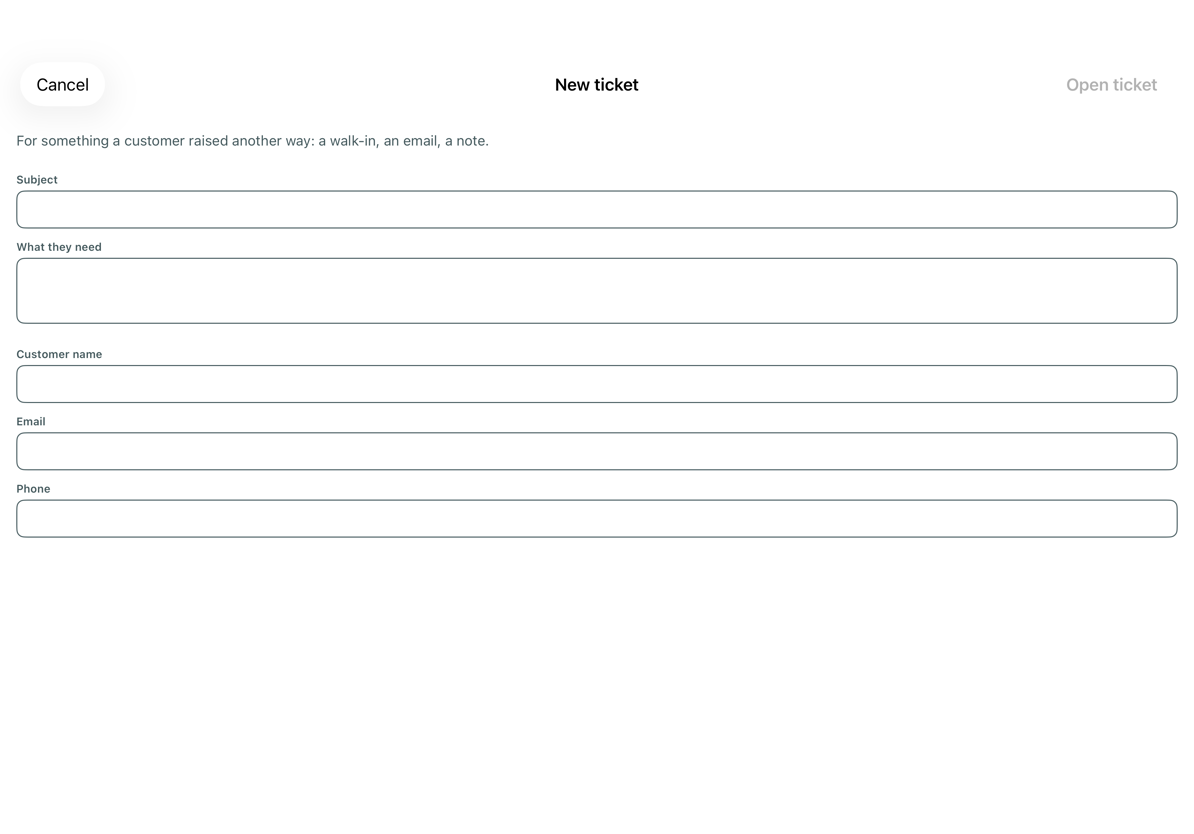 Cancel
New ticket
Open ticket
For something a customer raised another way: a walk-in, an email, a note.
Subject
What they need
Customer name
Email
Phone